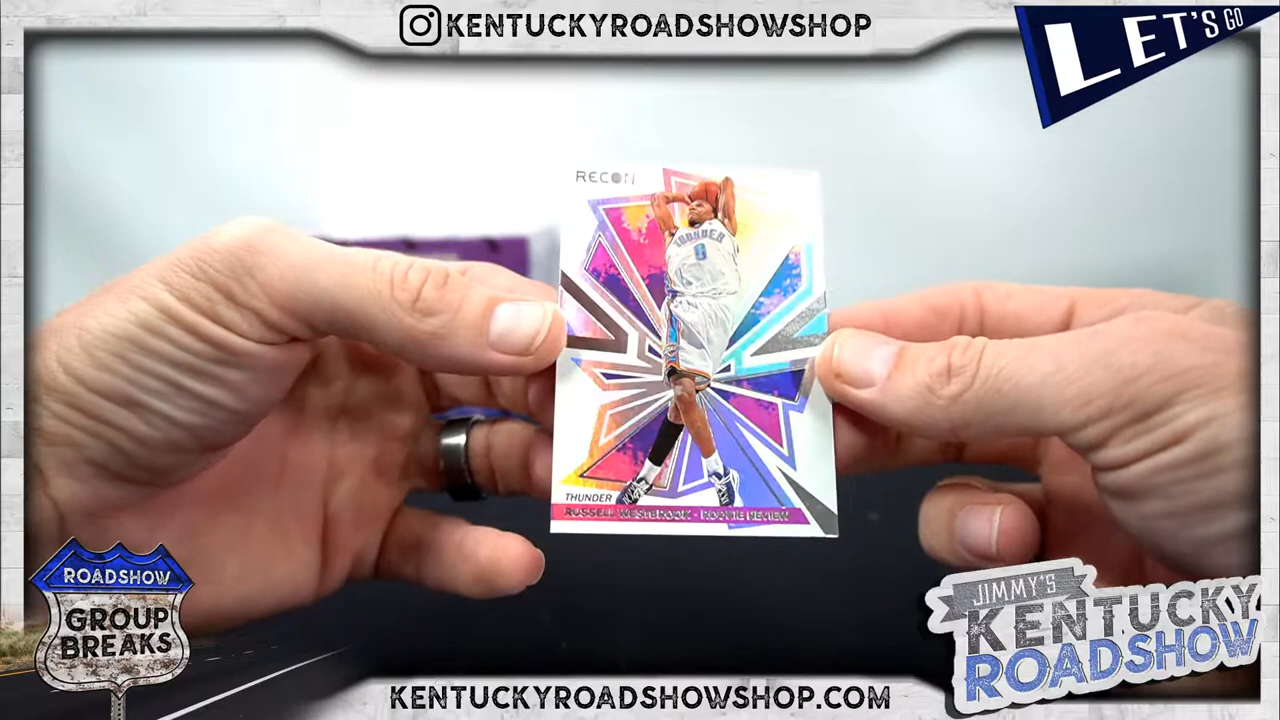 KENTUCKYROADSHOWSHOP
LET'S GO
RECON
THUNDER
0
THUNDER
RUSSELL WESTBROOK - ROOKIE REVIEW
ROADSHOW
GROUP
BREAKS
JIMMY'S
KENTUCKY
ROADSHOW
KENTUCKYROADSHOWSHOP.COM